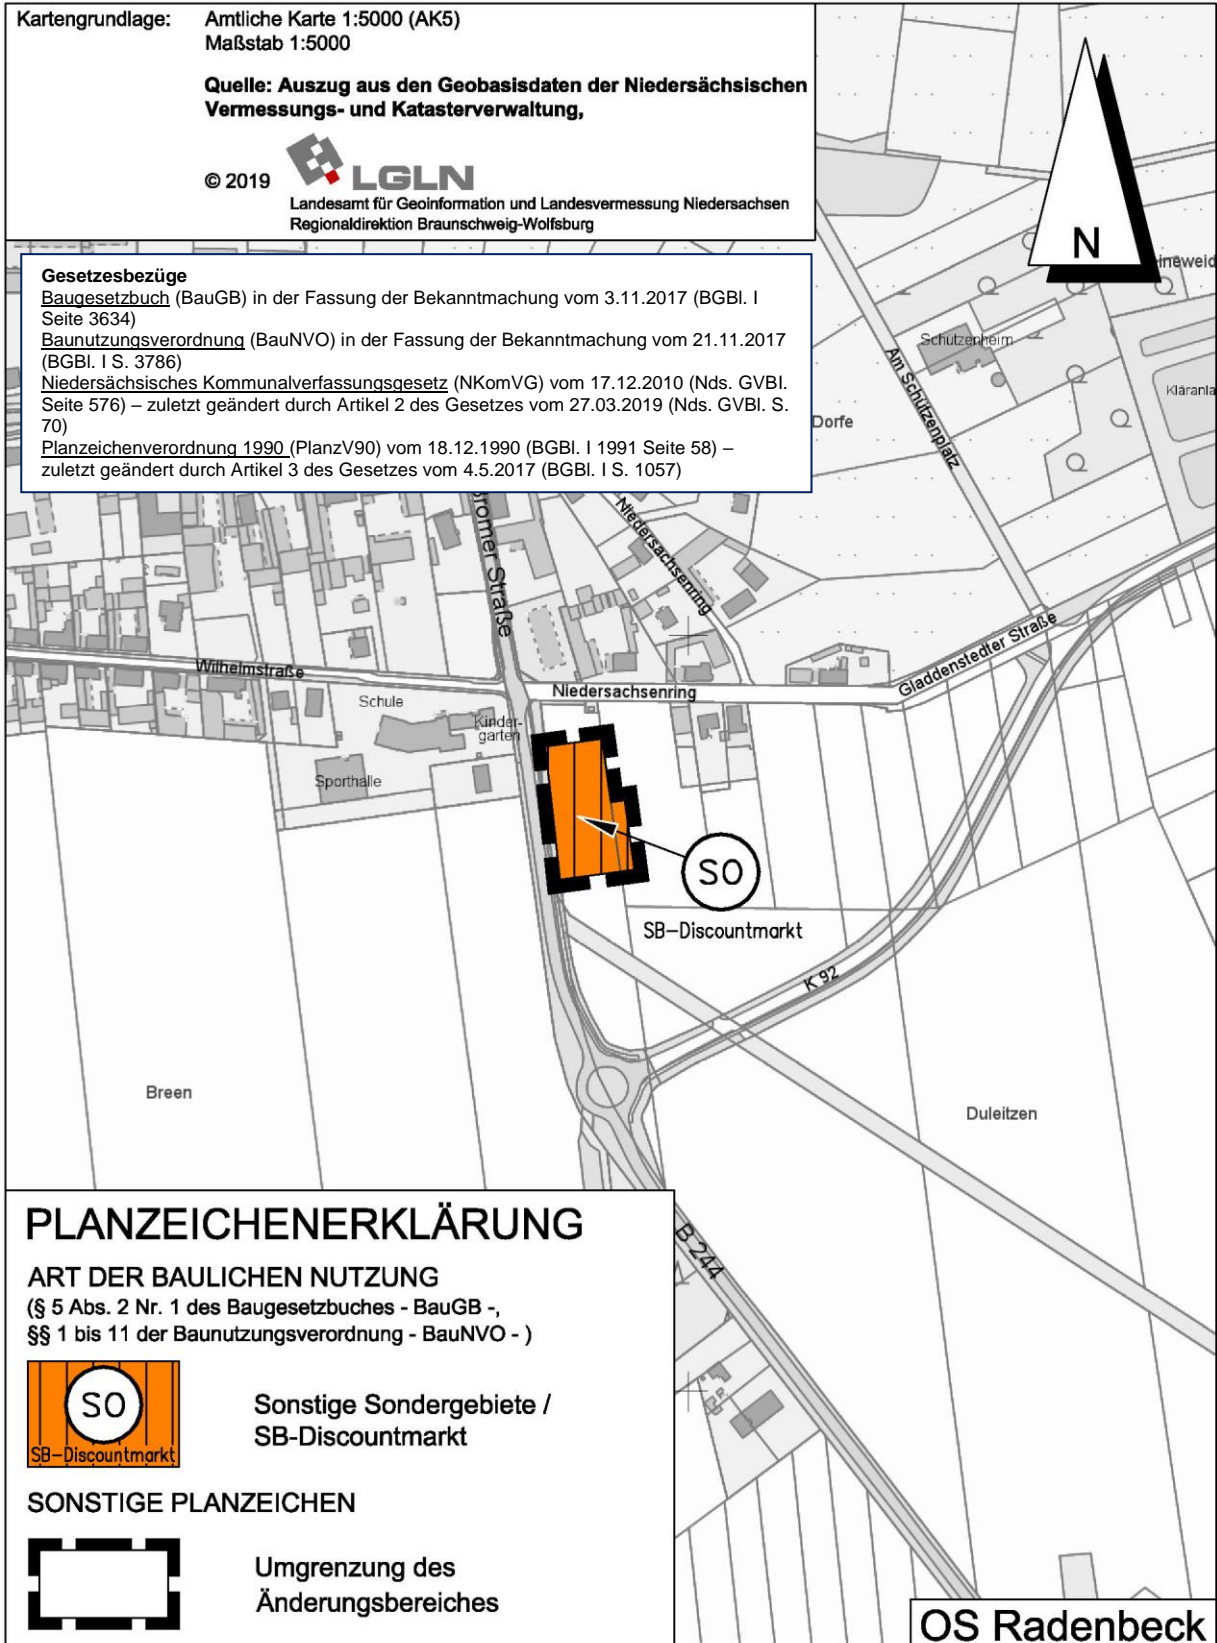 Kartengrundlage: Amtliche Karte 1:5000 (AK5)
Maßstab 1:5000
Quelle: Auszug aus den Geobasisdaten der Niedersächsischen
Vermessungs- und Katasterverwaltung,
© 2019 LGLN
Landesamt für Geoinformation und Landesvermessung Niedersachsen
Regionaldirektion Braunschweig-Wolfsburg
N
Gesetzesbezüge
Baugesetzbuch (BauGB) in der Fassung der Bekanntmachung vom 3.11.2017 (BGBl. I
Seite 3634)
Baunutzungsverordnung (BauNVO) in der Fassung der Bekanntmachung vom 21.11.2017
(BGBl. I S. 3786)
Niedersächsisches Kommunalverfassungsgesetz (NKomVG) vom 17.12.2010 (Nds. GVBl.
Seite 576) – zuletzt geändert durch Artikel 2 des Gesetzes vom 27.03.2019 (Nds. GVBl. S.
70)
Planzeichenverordnung 1990 (PlanzV90) vom 18.12.1990 (BGBl. I 1991 Seite 58) –
zuletzt geändert durch Artikel 3 des Gesetzes vom 4.5.2017 (BGBl. I S. 1057)
ineweid
Schützenheim
Am Schützenplatz
Kläranla
Dorfe
Bromer Straße
Niedersachsenring
Gladdenstedter Straße
Wilhelmstraße
Niedersachsenring
Schule
Kinder-
garten
Sporthalle
SO
SB-Discountmarkt
K 92
Breen
Duleitzen
B 244
PLANZEICHENERKLÄRUNG
ART DER BAULICHEN NUTZUNG
(§ 5 Abs. 2 Nr. 1 des Baugesetzbuches - BauGB -,
§§ 1 bis 11 der Baunutzungsverordnung - BauNVO - )
SO
SB-Discountmarkt
Sonstige Sondergebiete /
SB-Discountmarkt
SONSTIGE PLANZEICHEN
Umgrenzung des
Änderungsbereiches
OS Radenbeck